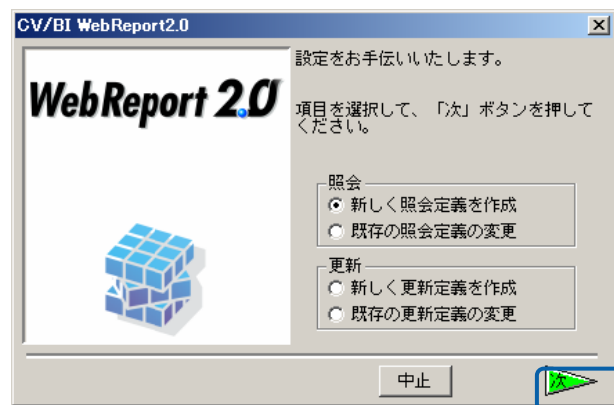 CV/BI WebReport2.0
WebReport 2.0
設定をお手伝いいたします。
項目を選択して、「次」ボタンを押して
ください。
照会
新しく照会定義を作成
既存の照会定義の変更
更新
新しく更新定義を作成
既存の更新定義の変更
中止
次